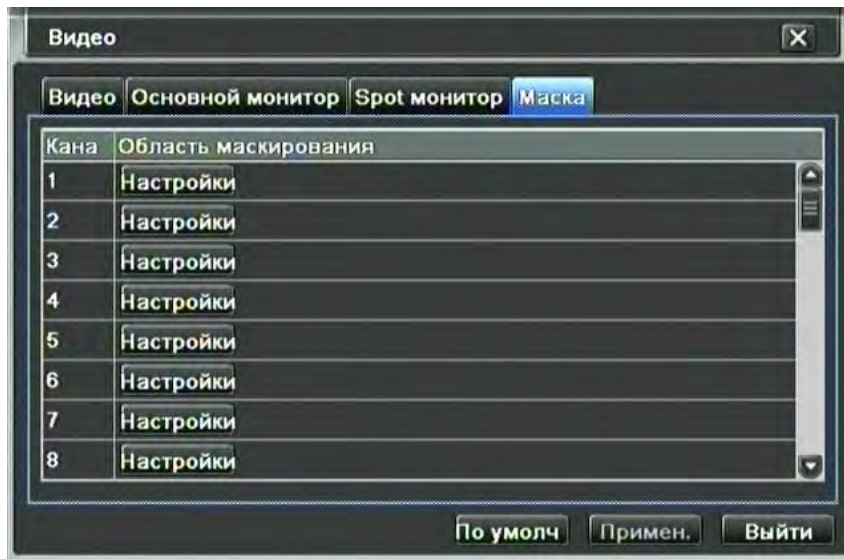 Видео
Видео Основной монитор Spot монитор Маска
Кана Область маскирования
1 Настройки
2 Настройки
3 Настройки
4 Настройки
5 Настройки
6 Настройки
7 Настройки
8 Настройки
По умолч Примен. Выйти